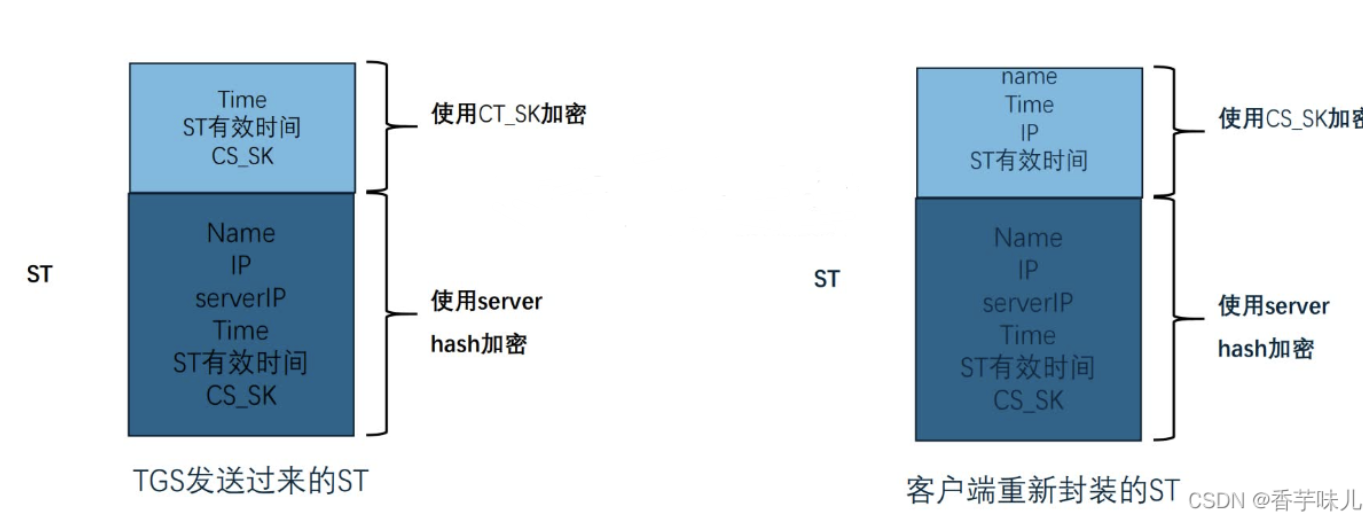 Time
ST有效时间
CS_SK
使用CT_SK加密
ST
Name
IP
serverIP
Time
ST有效时间
CS_SK
使用server
hash加密
TGS发送过来的ST
name
Time
IP
ST有效时间
使用CS_SK加密
ST
Name
IP
serverIP
Time
ST有效时间
CS_SK
使用server
hash加密
客户端重新封装的ST
CSDN @香芋味儿